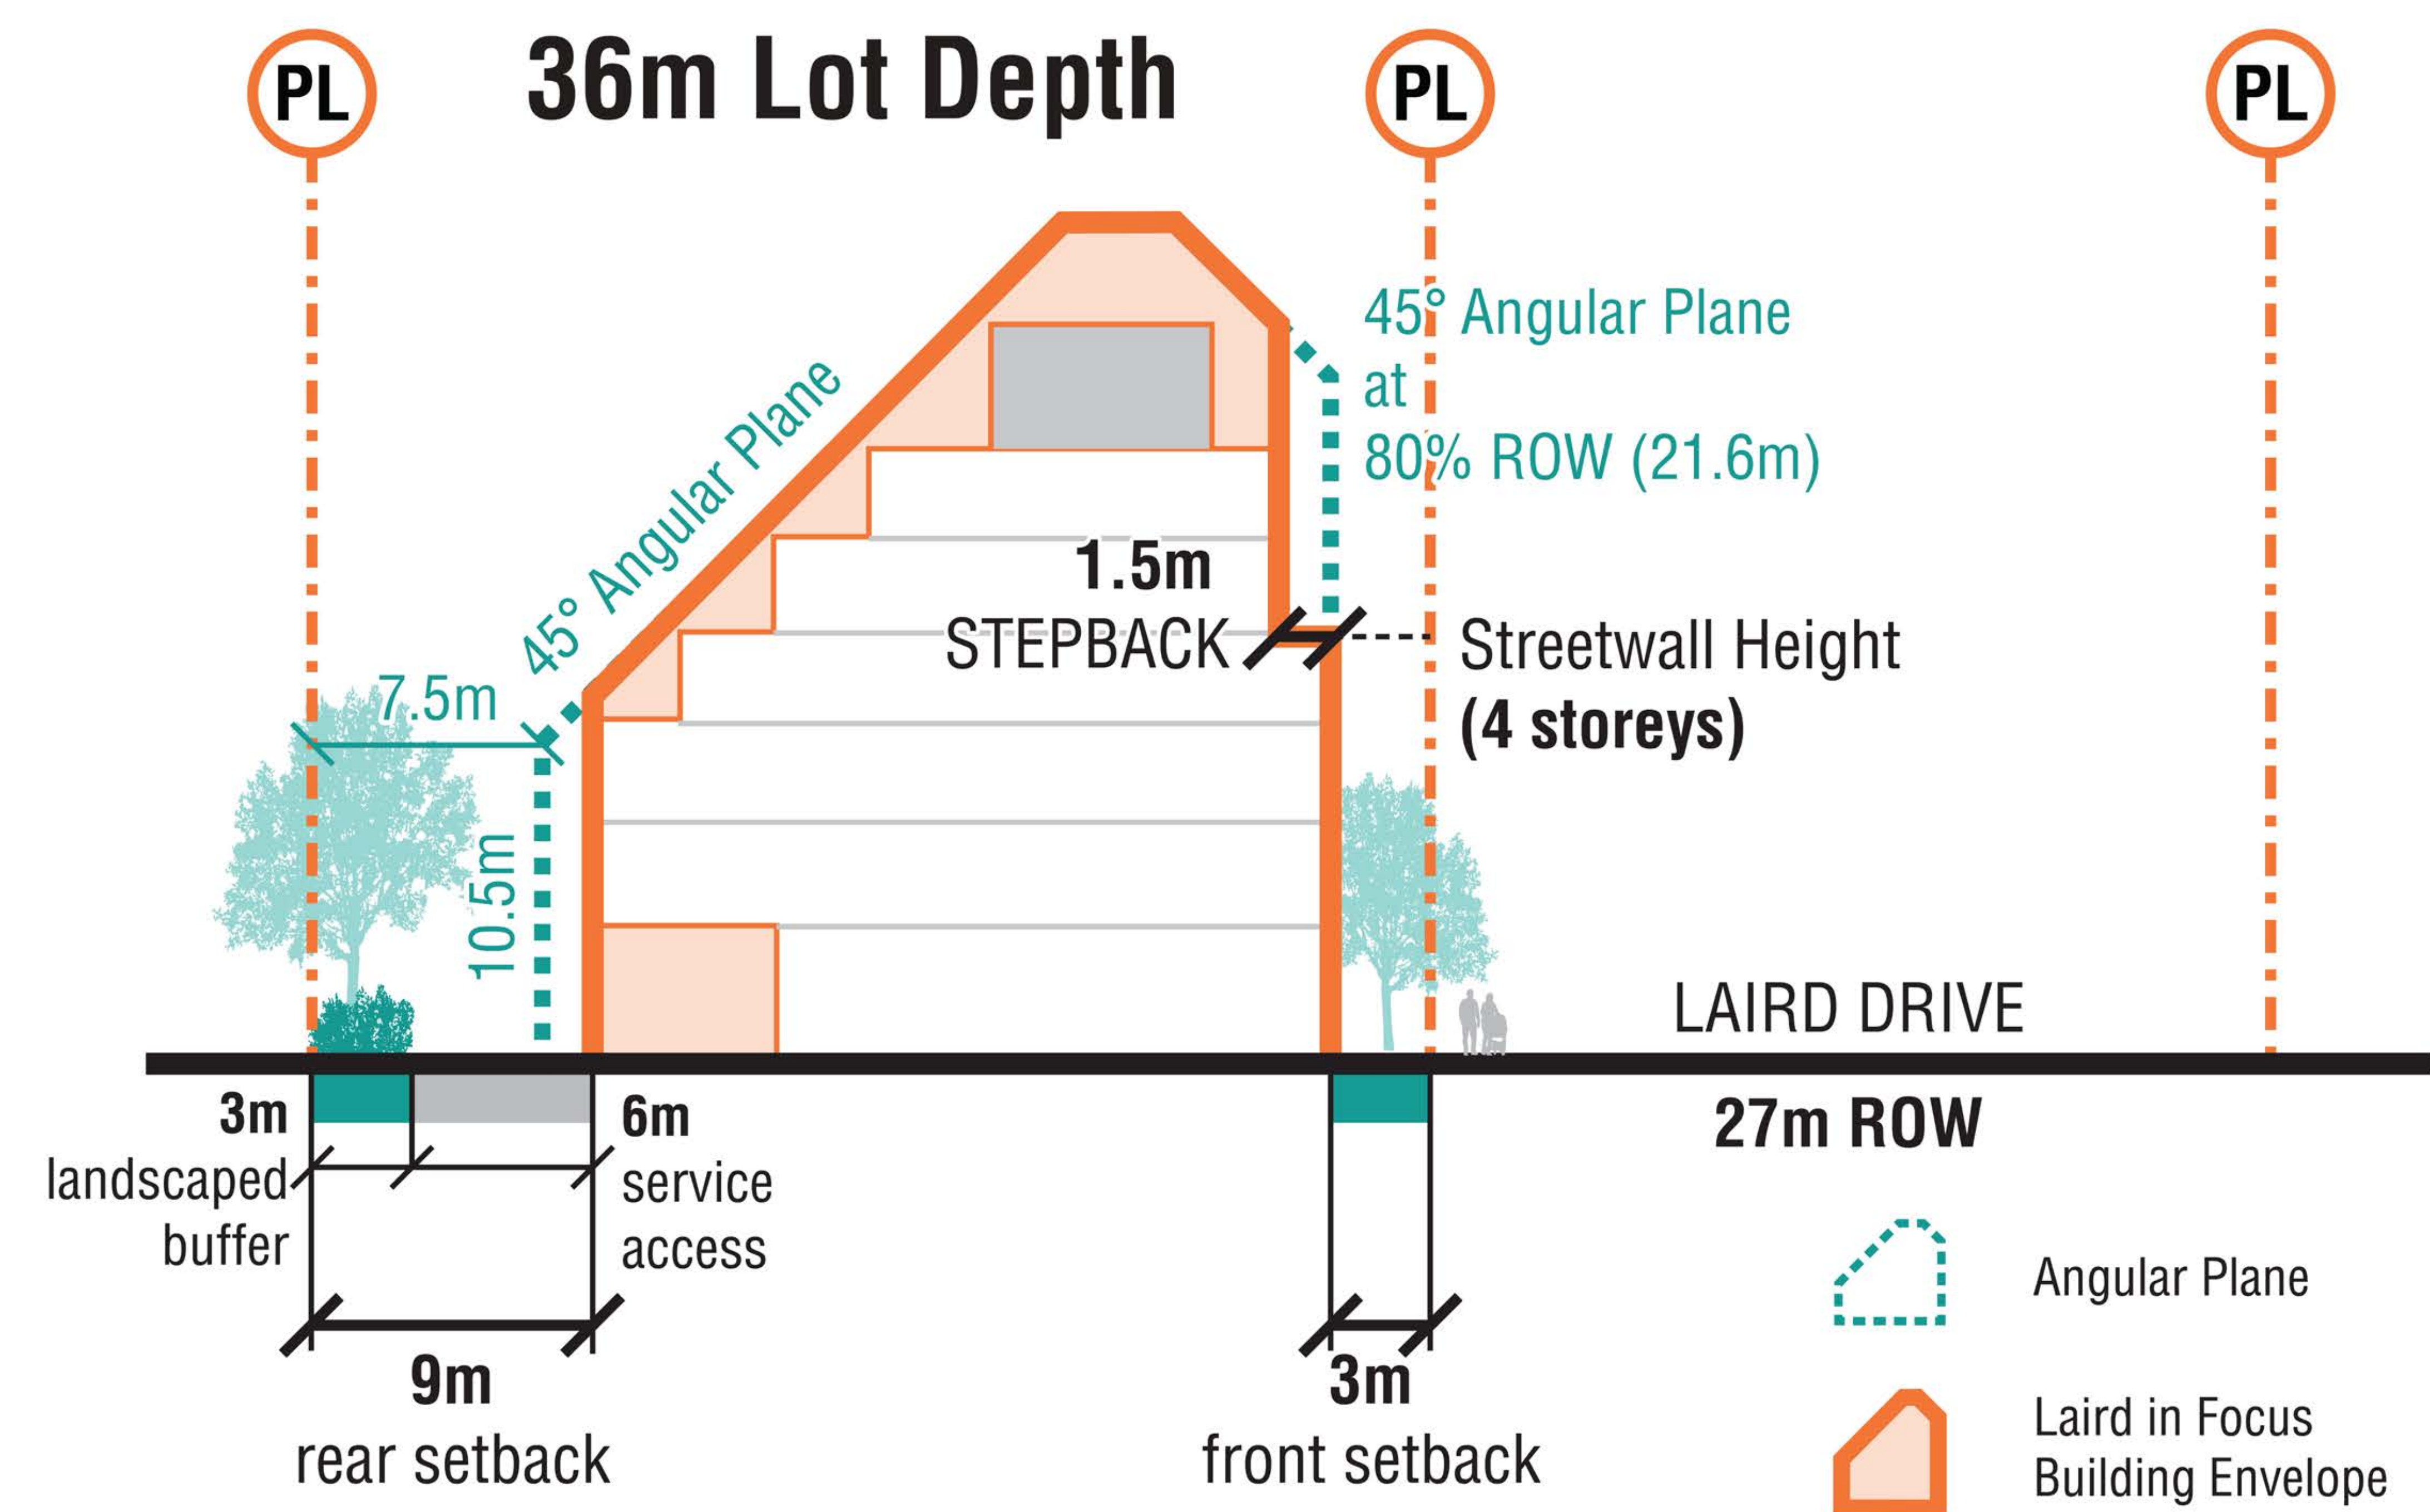 PL
36m Lot Depth
PL
PL
45° Angular Plane
at
80% ROW (21.6m)
45° Angular Plane
1.5m
STEPBACK
Streetwall Height
(4 storeys)
7.5m
10.5m
LAIRD DRIVE
27m ROW
3m
landscaped
buffer
6m
service
access
9m
rear setback
3m
front setback
Angular Plane
Laird in Focus
Building Envelope